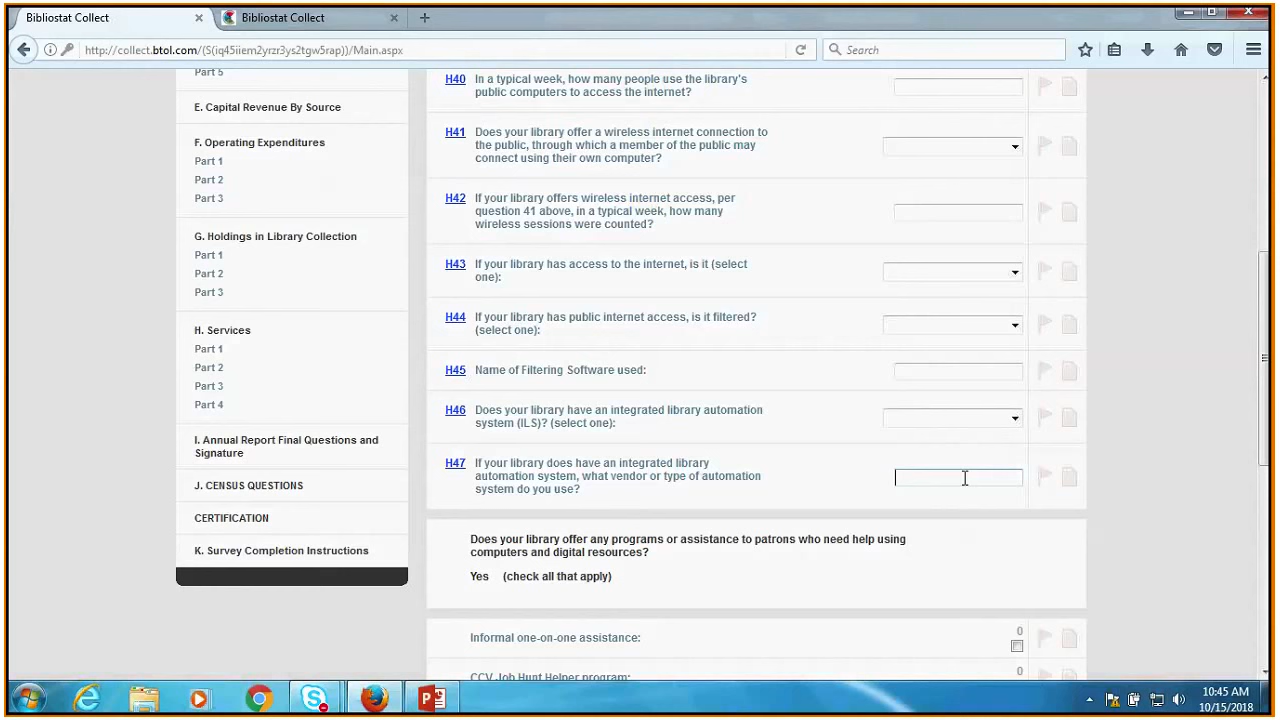 Bibliostat Collect
Bibliostat Collect
http://collect.btol.com/(S(iq45iiem2yrzr3ys2tgw5rap))/Main.aspx
Search
Part 5
E. Capital Revenue By Source
F. Operating Expenditures
Part 1
Part 2
Part 3
G. Holdings in Library Collection
Part 1
Part 2
Part 3
H. Services
Part 1
Part 2
Part 3
Part 4
I. Annual Report Final Questions and
Signature
J. CENSUS QUESTIONS
CERTIFICATION
K. Survey Completion Instructions
H40 In a typical week, how many people use the library's
public computers to access the internet?
H41 Does your library offer a wireless internet connection to
the public, through which a member of the public may
connect using their own computer?
H42 If your library offers wireless internet access, per
question 41 above, in a typical week, how many
wireless sessions were counted?
H43 If your library has access to the internet, is it (select
one):
H44 If your library has public internet access, is it filtered?
(select one):
H45 Name of Filtering Software used:
H46 Does your library have an integrated library automation
system (ILS)? (select one):
H47 If your library does have an integrated library
automation system, what vendor or type of automation
system do you use?
Does your library offer any programs or assistance to patrons who need help using
computers and digital resources?
Yes (check all that apply)
Informal one-on-one assistance: 0
CCV Job Hunt Helper program: 0
10:45 AM
10/15/2018